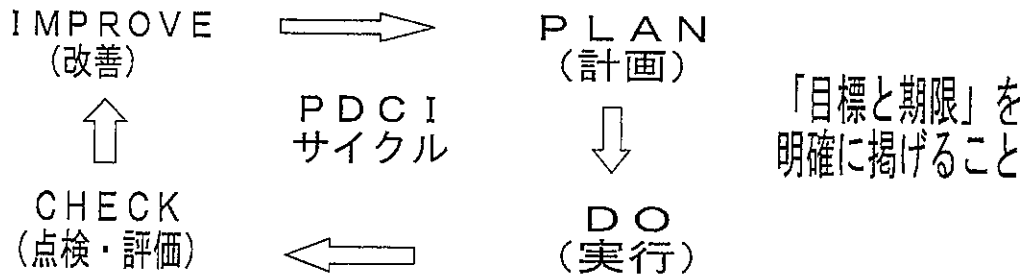 IMPROVE
(改善)
PLAN
(計画)
「目標と期限」を
明確に掲げること
PDCI
サイクル
CHECK
(点検・評価)
DO
(実行)